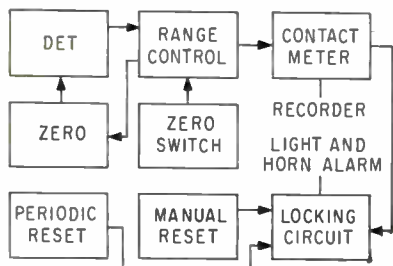 DET
RANGE
CONTROL
CONTACT
METER
ZERO
ZERO
SWITCH
RECORDER
LIGHT AND
HORN ALARM
PERIODIC
RESET
MANUAL
RESET
LOCKING
CIRCUIT